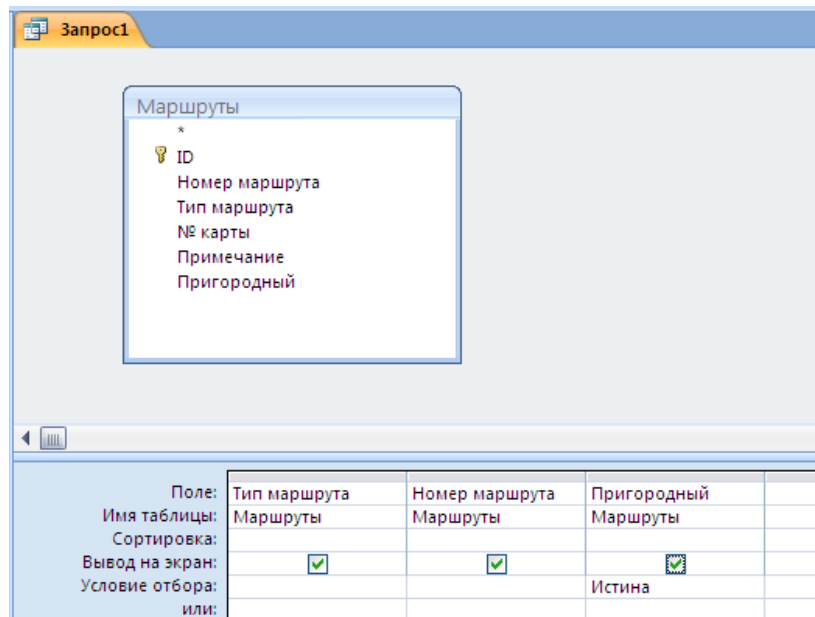 Запрос1
Маршруты
*
ID
Номер маршрута
Тип маршрута
№ карты
Примечание
Пригородный
Поле: Тип маршрута Номер маршрута Пригородный
Имя таблицы: Маршруты Маршруты Маршруты
Сортировка:
Вывод на экран:
Условие отбора: Истина
или: